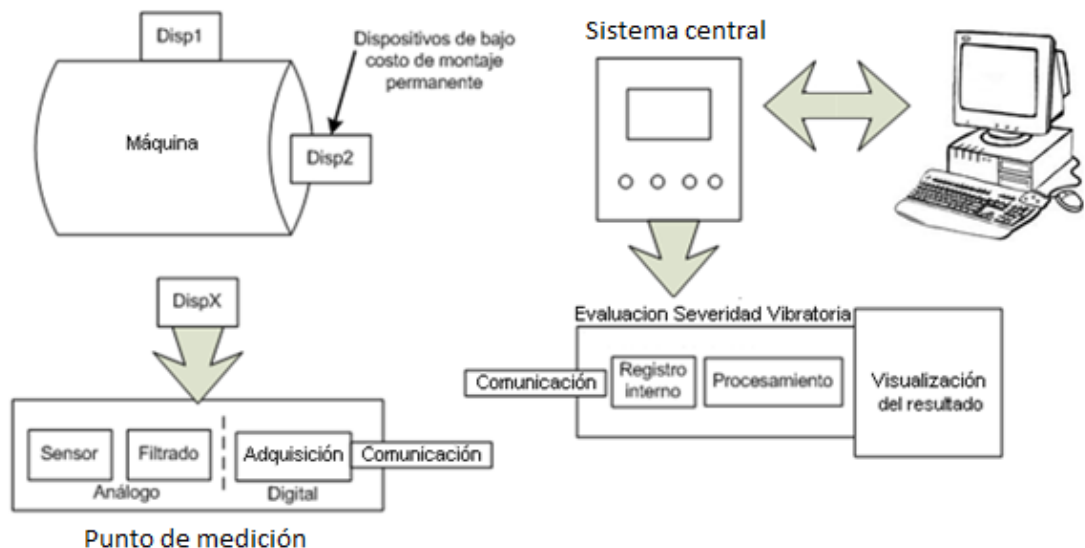 Disp1
Dispositivos de bajo
costo de montaje
permanente
Máquina
Disp2
Sistema central
DispX
Sensor
Filtrado
Adquisición
Comunicación
Análogo
Digital
Punto de medición
Evaluacion Severidad Vibratoria
Comunicación
Registro
interno
Procesamiento
Visualización
del resultado